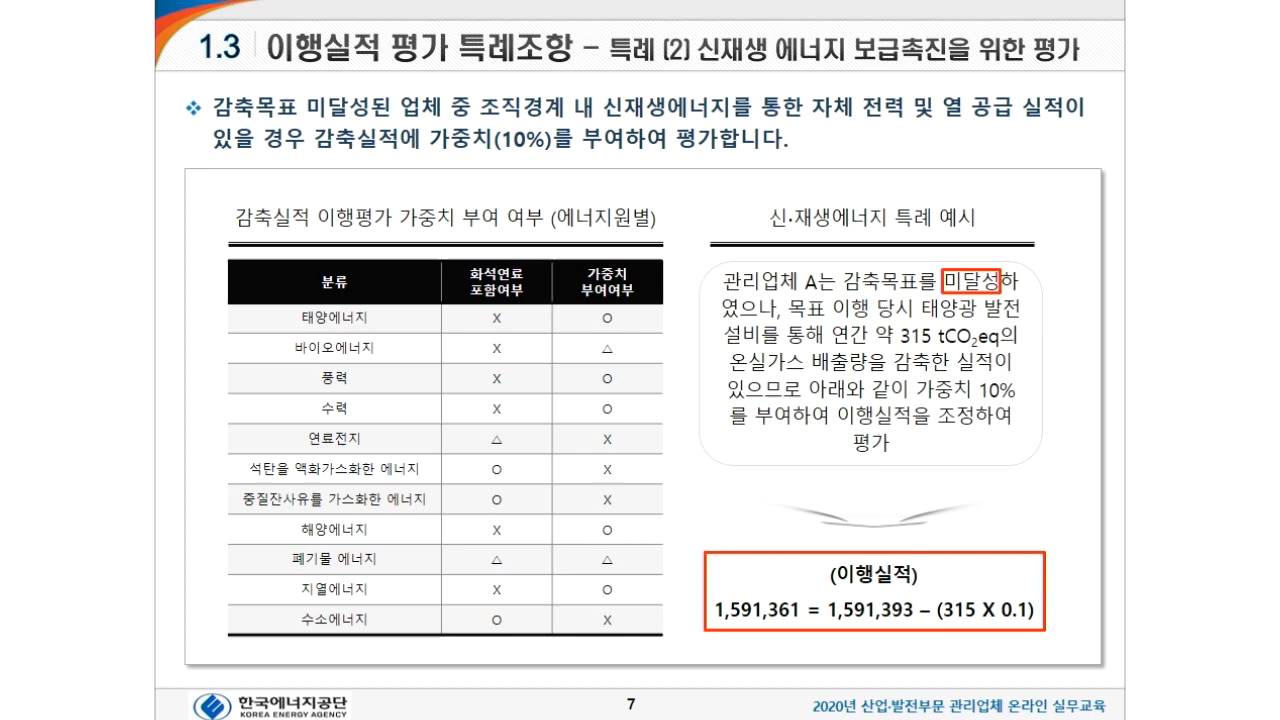 1.3 이행실적 평가 특례조항 – 특례 (2) 신재생 에너지 보급촉진을 위한 평가
감축목표 미달성된 업체 중 조직경계 내 신재생에너지를 통한 자체 전력 및 열 공급 실적이
있을 경우 감축실적에 가중치(10%)를 부여하여 평가합니다.
감축실적 이행평가 가중치 부여 여부 (에너지원별)
분류 화석연료 포함여부 가중치 부여여부
태양에너지 X O
바이오에너지 X △
풍력 X O
수력 X O
연료전지 △ X
석탄을 액화가스화한 에너지 O X
중질잔사유를 가스화한 에너지 O X
해양에너지 X O
폐기물 에너지 △ △
지열에너지 X O
수소에너지 O X
신·재생에너지 특례 예시
관리업체 A는 감축목표를 미달성하
였으나, 목표 이행 당시 태양광 발전
설비를 통해 연간 약 315 tCO₂eq의
온실가스 배출량을 감축한 실적이
있으므로 아래와 같이 가중치 10%
를 부여하여 이행실적을 조정하여
평가
(이행실적)
1,591,361 = 1,591,393 – (315 X 0.1)
한국에너지공단
KOREA ENERGY AGENCY
7
2020년 산업·발전부문 관리업체 온라인 실무교육